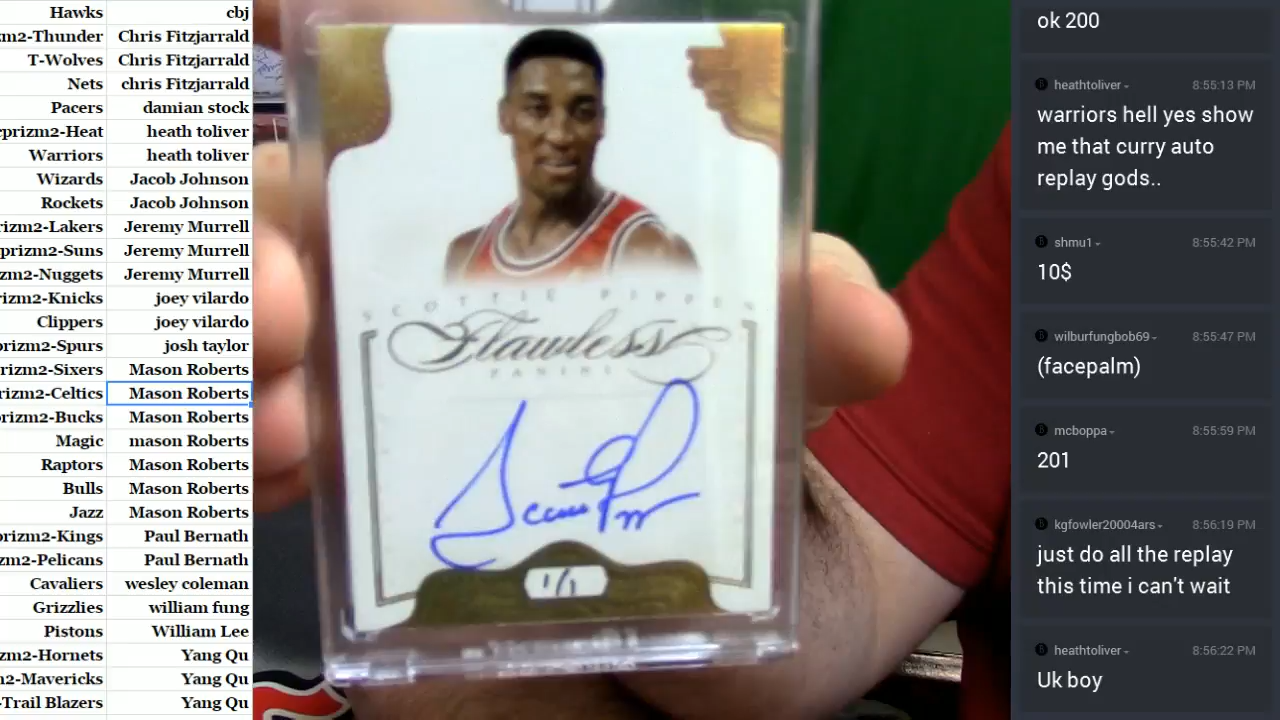 Hawks cbj
zm2-Thunder Chris Fitzjarrald
T-Wolves Chris Fitzjarrald
Nets chris Fitzjarrald
Pacers damian stock
cprizm2-Heat heath toliver
Warriors heath toliver
Wizards Jacob Johnson
Rockets Jacob Johnson
rizm2-Lakers Jeremy Murrell
prizm2-Suns Jeremy Murrell
zm2-Nuggets Jeremy Murrell
rizm2-Knicks joey vilardo
Clippers joey vilardo
rizm2-Spurs josh taylor
rizm2-Sixers Mason Roberts
rizm2-Celtics Mason Roberts
prizm2-Bucks Mason Roberts
Magic mason Roberts
Raptors Mason Roberts
Bulls Mason Roberts
Jazz Mason Roberts
prizm2-Kings Paul Bernath
zm2-Pelicans Paul Bernath
Cavaliers wesley coleman
Grizzlies william fung
Pistons William Lee
zm2-Hornets Yang Qu
m2-Mavericks Yang Qu
-Trail Blazers Yang Qu
SCOTTIE PIPPEN
Flawless
PANINI
1/1
ok 200
heathtoliver 8:55:13 PM
warriors hell yes show
me that curry auto
replay gods..
shmu1 8:55:42 PM
10$
wilburfungbob69 8:55:47 PM
(facepalm)
mcboppa 8:55:59 PM
201
kgfowler20004ars 8:56:19 PM
just do all the replay
this time i can't wait
heathtoliver 8:56:22 PM
Uk boy